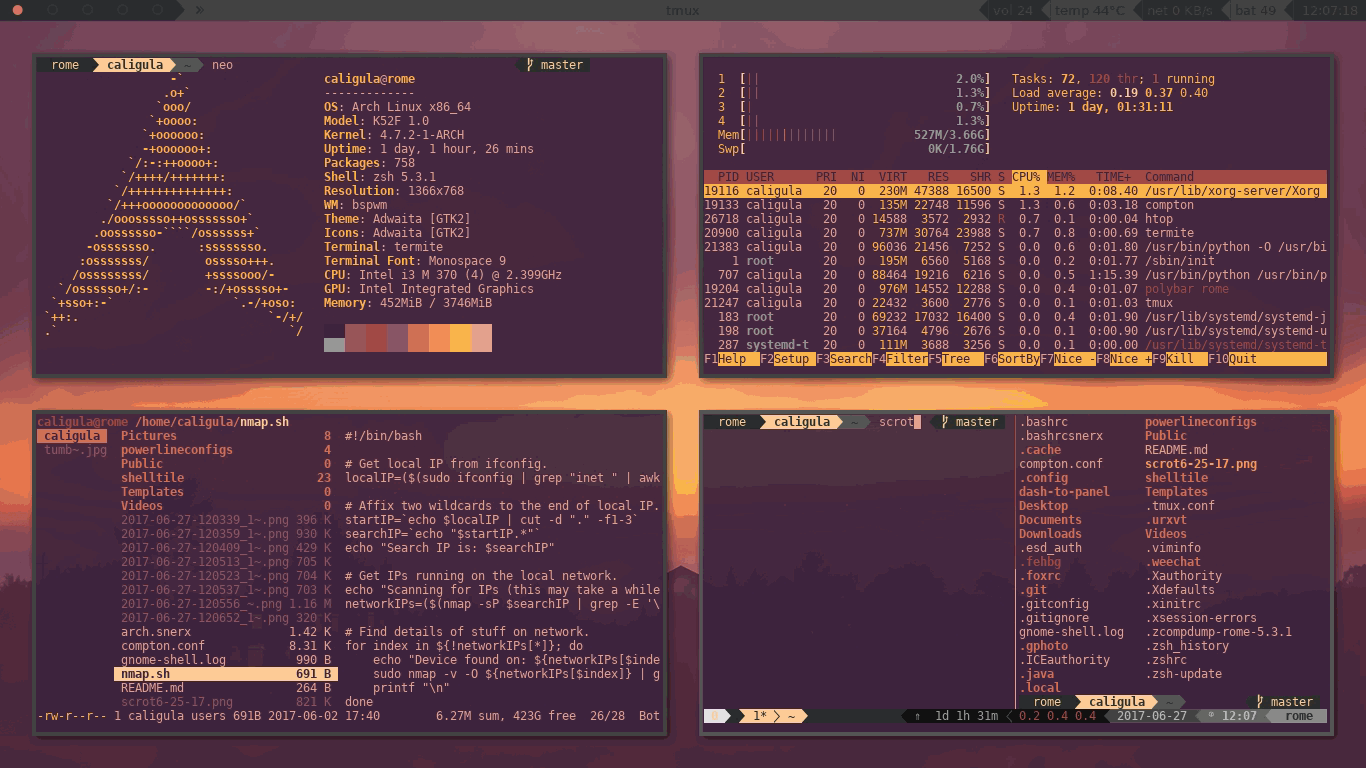 » tmux vol 24 temp 44°C net 0 KB/s bat 49 12:07:18
rome caligula ~ neo master
caligula@rome
-------------
OS: Arch Linux x86_64
Model: K52F 1.0
Kernel: 4.7.2-1-ARCH
Uptime: 1 day, 1 hour, 26 mins
Packages: 758
Shell: zsh 5.3.1
Resolution: 1366x768
WM: bspwm
Theme: Adwaita [GTK2]
Icons: Adwaita [GTK2]
Terminal: termite
Terminal Font: Monospace 9
CPU: Intel i3 M 370 (4) @ 2.399GHz
GPU: Intel Integrated Graphics
Memory: 452MiB / 3746MiB
1 [|| 2.0%] Tasks: 72, 120 thr; 1 running
2 [|| 1.3%] Load average: 0.19 0.37 0.40
3 [| 0.7%] Uptime: 1 day, 01:31:11
4 [|| 1.3%]
Mem[||||||||||||| 527M/3.66G]
Swp[ 0K/1.76G]
PID USER PRI NI VIRT RES SHR S CPU% MEM% TIME+ Command
19116 caligula 20 0 230M 47388 16500 S 1.3 1.2 0:08.40 /usr/lib/xorg-server/Xorg
19133 caligula 20 0 135M 22748 11596 S 1.3 0.6 0:03.18 compton
26718 caligula 20 0 14588 3572 2932 R 0.7 0.1 0:00.04 htop
20900 caligula 20 0 737M 30764 23988 S 0.7 0.8 0:00.69 termite
21383 caligula 20 0 96036 21456 7252 S 0.0 0.6 0:01.80 /usr/bin/python -O /usr/bi
1 root 20 0 195M 6560 5168 S 0.0 0.2 0:01.77 /sbin/init
707 caligula 20 0 88464 19216 6216 S 0.0 0.5 1:15.39 /usr/bin/python /usr/bin/p
19204 caligula 20 0 976M 14552 12288 S 0.0 0.4 0:01.07 polybar rome
21247 caligula 20 0 22432 3600 2776 S 0.0 0.1 0:01.03 tmux
183 root 20 0 69232 17032 16400 S 0.0 0.4 0:01.90 /usr/lib/systemd/systemd-j
198 root 20 0 37164 4796 2676 S 0.0 0.1 0:00.90 /usr/lib/systemd/systemd-u
287 systemd-t 20 0 111M 3688 3256 S 0.0 0.1 0:00.00 /usr/lib/systemd/systemd-t
F1Help F2Setup F3SearchF4FilterF5Tree F6SortByF7Nice -F8Nice +F9Kill F10Quit
caligula@rome /home/caligula/nmap.sh
caligula Pictures 8 #!/bin/bash
tumb~.jpg powerlineconfigs 4
Public 0 # Get local IP from ifconfig.
shelltile 23 localIP=($(sudo ifconfig | grep "inet " | awk
Templates 0
Videos 0 # Affix two wildcards to the end of local IP.
2017-06-27-120339_1~.png 396 K startIP=`echo $localIP | cut -d "." -f1-3`
2017-06-27-120359_1~.png 930 K searchIP=`echo "$startIP.*"`
2017-06-27-120409_1~.png 429 K echo "Search IP is: $searchIP"
2017-06-27-120513_1~.png 705 K
2017-06-27-120523_1~.png 704 K # Get IPs running on the local network.
2017-06-27-120537_1~.png 703 K echo "Scanning for IPs (this may take a while
2017-06-27-120556_~.png 1.16 M networkIPs=($(nmap -sP $searchIP | grep -E '\
2017-06-27-120652_1~.png 320 K
arch.snerx 1.42 K # Find details of stuff on network.
compton.conf 8.31 K for index in ${!networkIPs[*]}; do
gnome-shell.log 990 B echo "Device found on: ${networkIPs[$inde
nmap.sh 691 B sudo nmap -v -O ${networkIPs[$index]} | g
README.md 264 B printf "\n"
scrot6-25-17.png 821 K done
-rw-r--r-- 1 caligula users 691B 2017-06-02 17:40 6.27M sum, 423G free 26/28 Bot
rome caligula ~ scrot master
.bashrc powerlineconfigs
.bashrcsnerx Public
.cache README.md
compton.conf scrot6-25-17.png
.config shelltile
dash-to-panel Templates
Desktop .tmux.conf
Documents .urxvt
Downloads Videos
.esd_auth .viminfo
.fehbg .weechat
.foxrc .Xauthority
.git .Xdefaults
.gitconfig .xinitrc
.gitignore .xsession-errors
gnome-shell.log .zcompdump-rome-5.3.1
.gphoto .zsh_history
.ICEauthority .zshrc
.java .zsh-update
.local
rome caligula ~ master
1* ~ ⇑ 1d 1h 31m 0.2 0.4 0.4 2017-06-27 12:07 rome